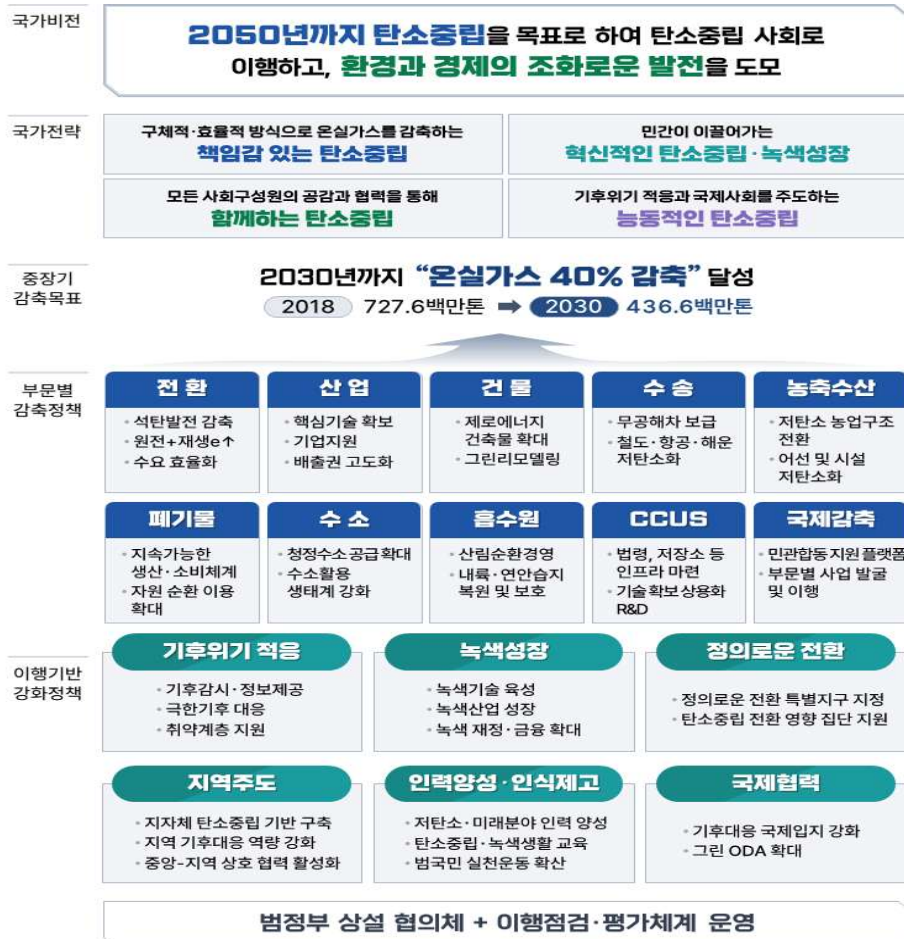 국가비전
2050년까지 탄소중립을 목표로 하여 탄소중립 사회로
이행하고, 환경과 경제의 조화로운 발전을 도모
국가전략
구체적·효율적 방식으로 온실가스를 감축하는
책임감 있는 탄소중립
민간이 이끌어가는
혁신적인 탄소중립·녹색성장
모든 사회구성원의 공감과 협력을 통해
함께하는 탄소중립
기후위기 적응과 국제사회를 주도하는
능동적인 탄소중립
중장기
감축목표
2030년까지 “온실가스 40% 감축” 달성
2018 727.6백만톤 ➡ 2030 436.6백만톤
부문별
감축정책
전환
• 석탄발전 감축
• 원전+재생e↑
• 수요 효율화
산업
• 핵심기술 확보
• 기업지원
• 배출권 고도화
건물
• 제로에너지
건축물 확대
• 그린리모델링
수송
• 무공해차 보급
• 철도·항공·해운
저탄소화
농축수산
• 저탄소 농업구조
전환
• 어선 및 시설
저탄소화
폐기물
• 지속가능한
생산·소비체계
• 자원 순환 이용
확대
수소
• 청정수소 공급 확대
• 수소활용
생태계 강화
흡수원
• 산림순환경영
• 내륙·연안습지
복원 및 보호
CCUS
• 법령, 저장소 등
인프라 마련
• 기술 확보 상용화
R&D
국제감축
• 민관합동 지원 플랫폼
• 부문별 사업 발굴
및 이행
이행기반
강화정책
기후위기 적응
• 기후감시·정보제공
• 극한기후 대응
• 취약계층 지원
녹색성장
• 녹색기술 육성
• 녹색산업 성장
• 녹색 재정·금융 확대
정의로운 전환
• 정의로운 전환 특별지구 지정
• 탄소중립 전환 영향 집단 지원
지역주도
• 지자체 탄소중립 기반 구축
• 지역 기후대응 역량 강화
• 중앙-지역 상호 협력 활성화
인력양성·인식제고
• 저탄소·미래분야 인력 양성
• 탄소중립·녹색생활 교육
• 범국민 실천운동 확산
국제협력
• 기후대응 국제입지 강화
• 그린 ODA 확대
범정부 상설 협의체 + 이행점검·평가체계 운영